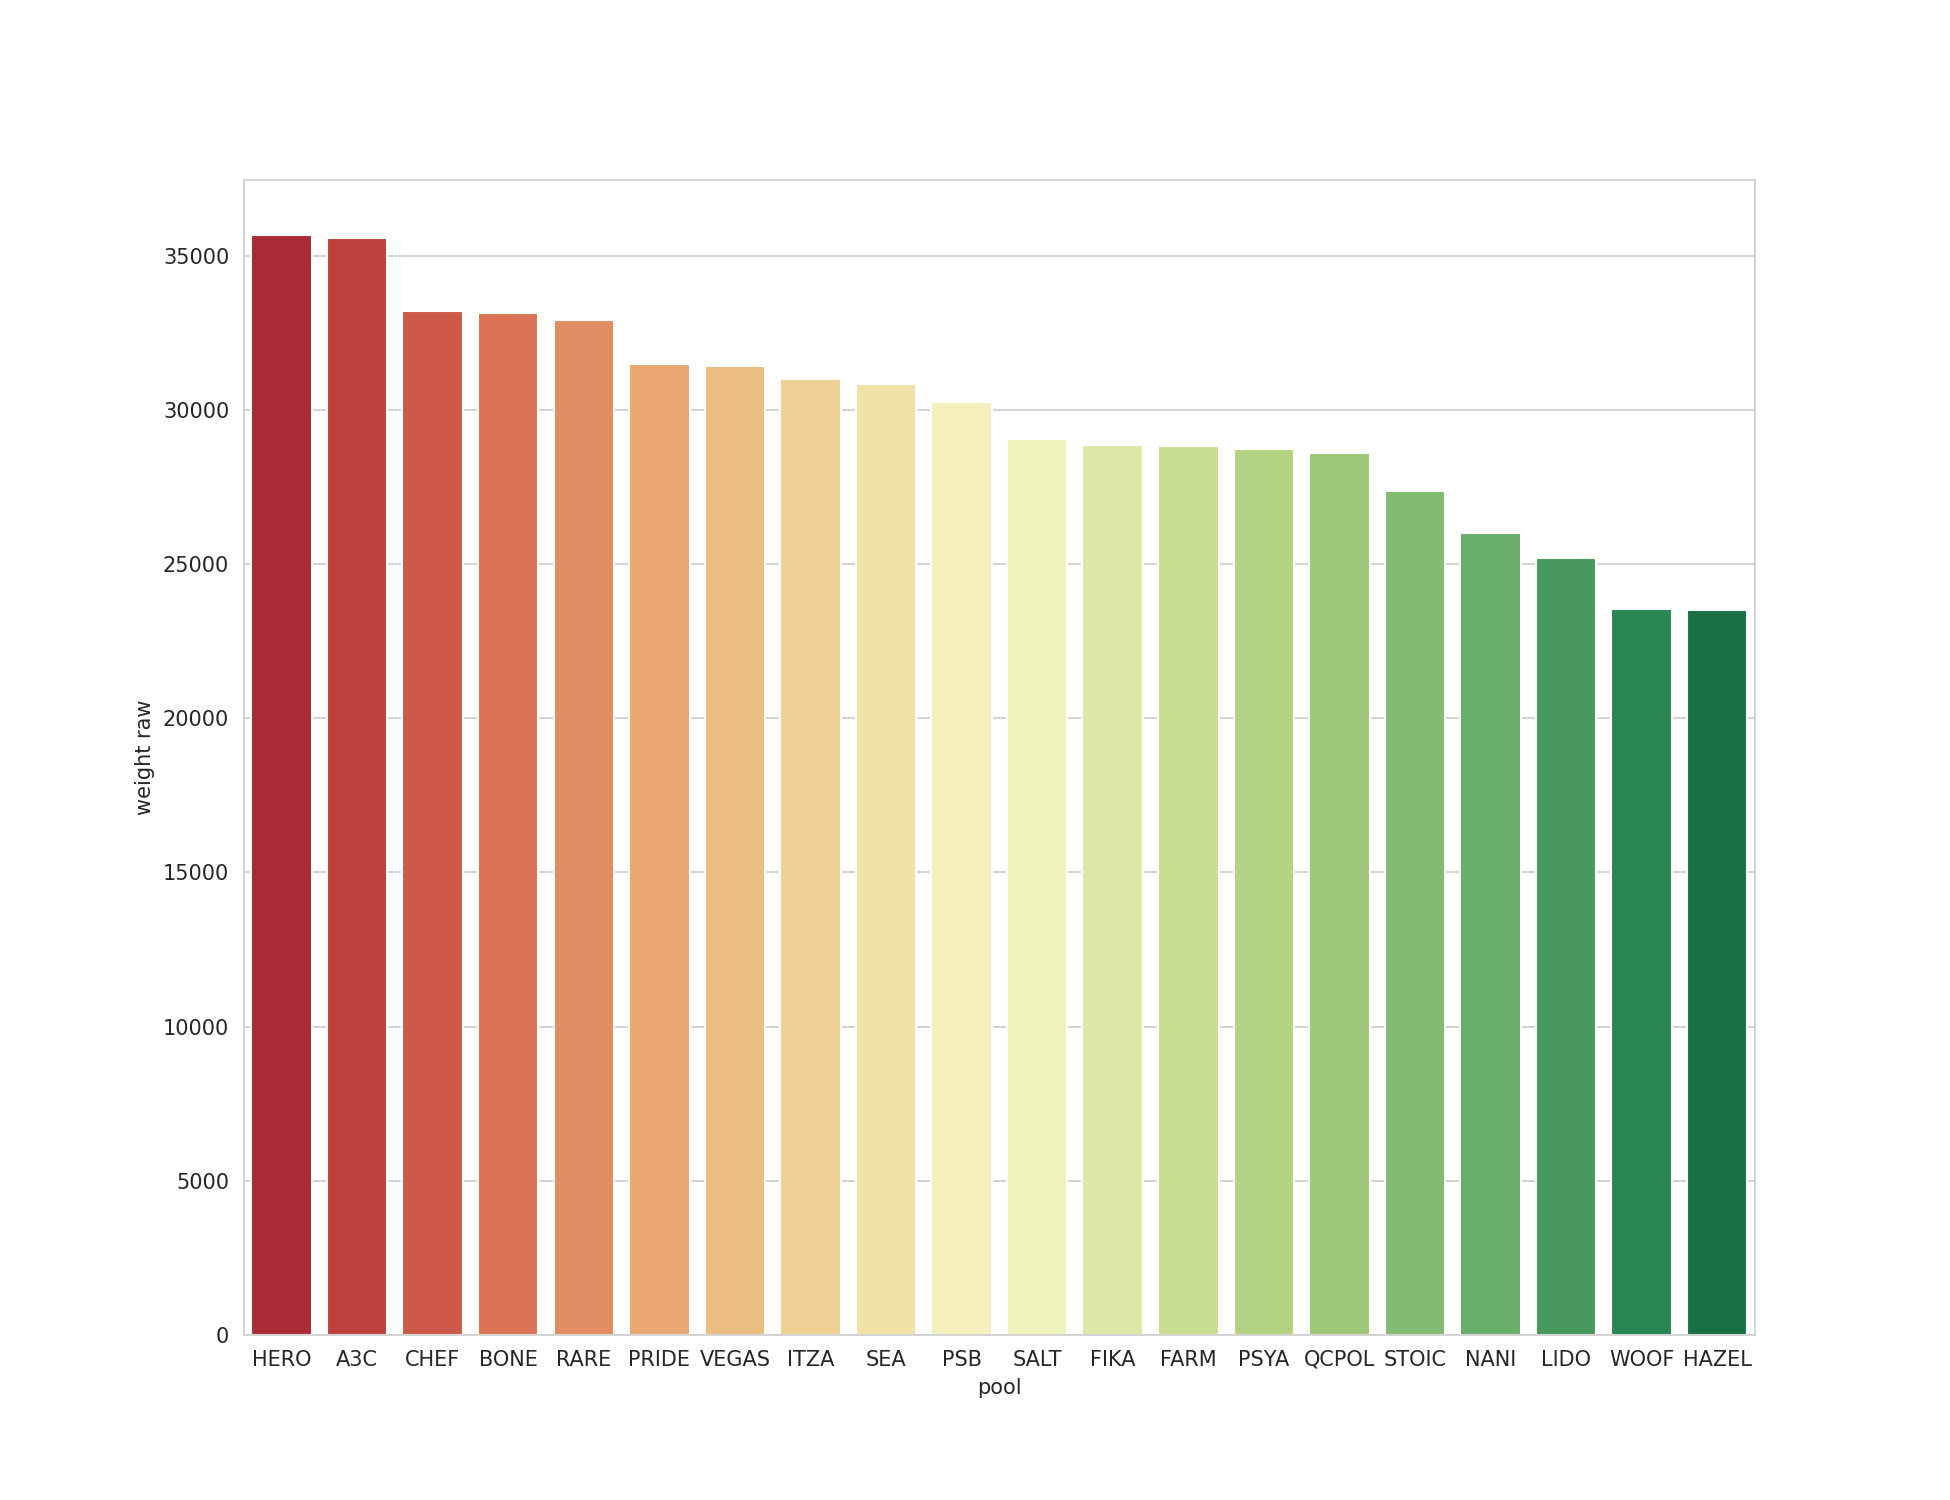 35000
30000
25000
20000
15000
10000
5000
0
weight raw
HERO A3C CHEF BONE RARE PRIDE VEGAS ITZA SEA PSB SALT FIKA FARM PSYA QCPOL STOIC NANI LIDO WOOF HAZEL
pool